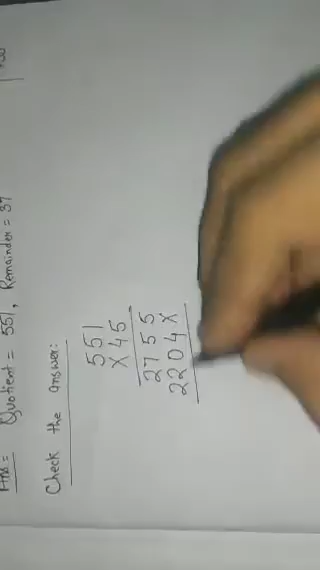 Ans = Quotient = 551, Remainder = 37
Check the answer:
551
x 45
2755
2204x